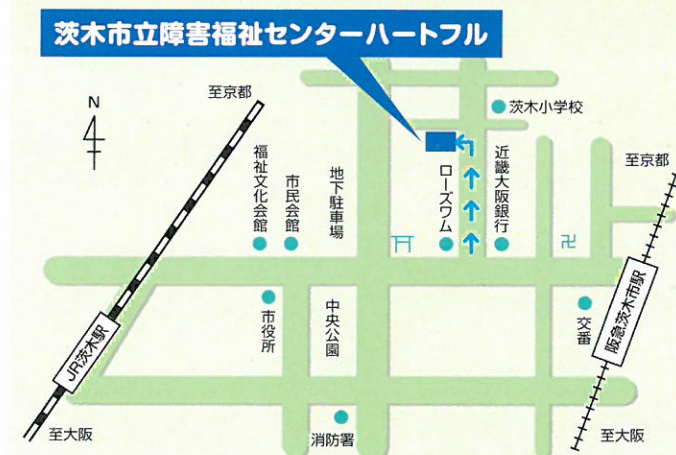 茨木市立障害福祉センターハートフル
N
至京都
茨木小学校
福祉文化会館
市民会館
地下駐車場
ローズワム
近畿大阪銀行
至京都
卍
JR茨木駅
市役所
中央公園
交番
阪急茨木市駅
至大阪
消防署
至大阪